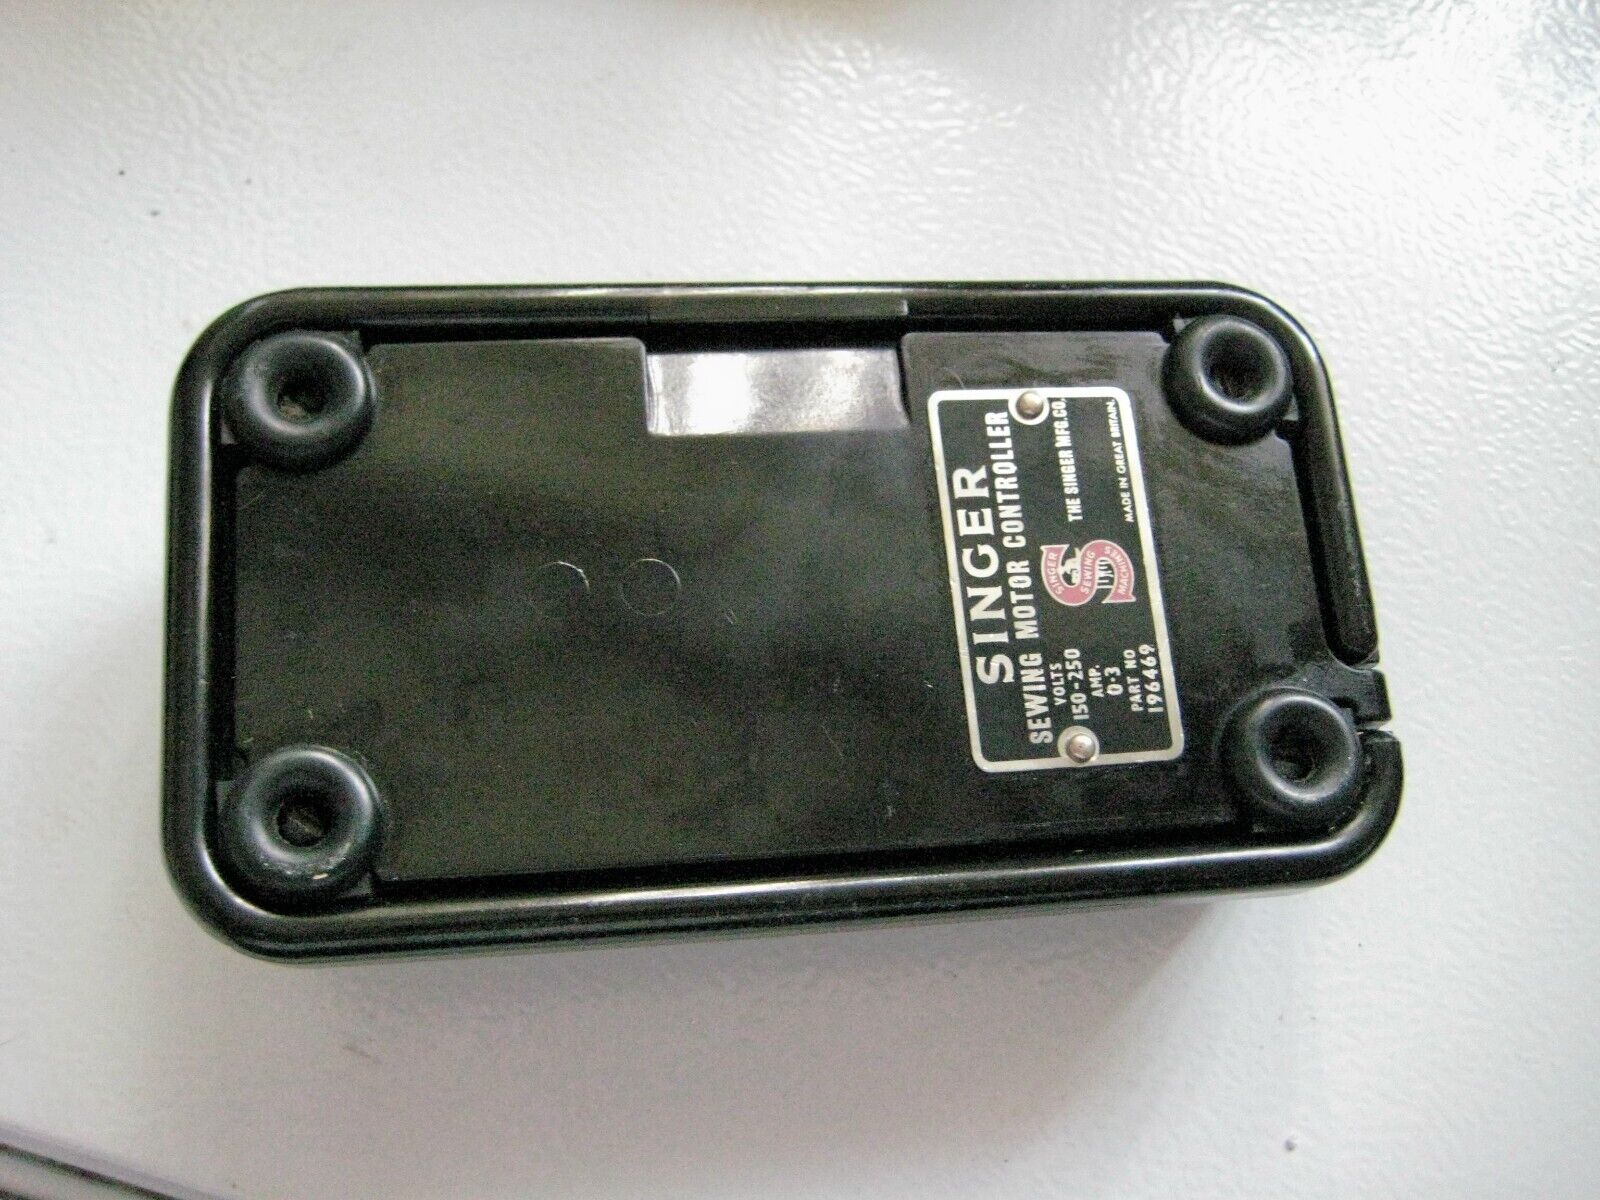 SINGER
SEWING MOTOR CONTROLLER
VOLTS
150-250
AMP.
0·3
PART NO
196469
SINGER
SEWING
MACHINES
THE SINGER MFG.CO.
MADE IN GREAT BRITAIN.